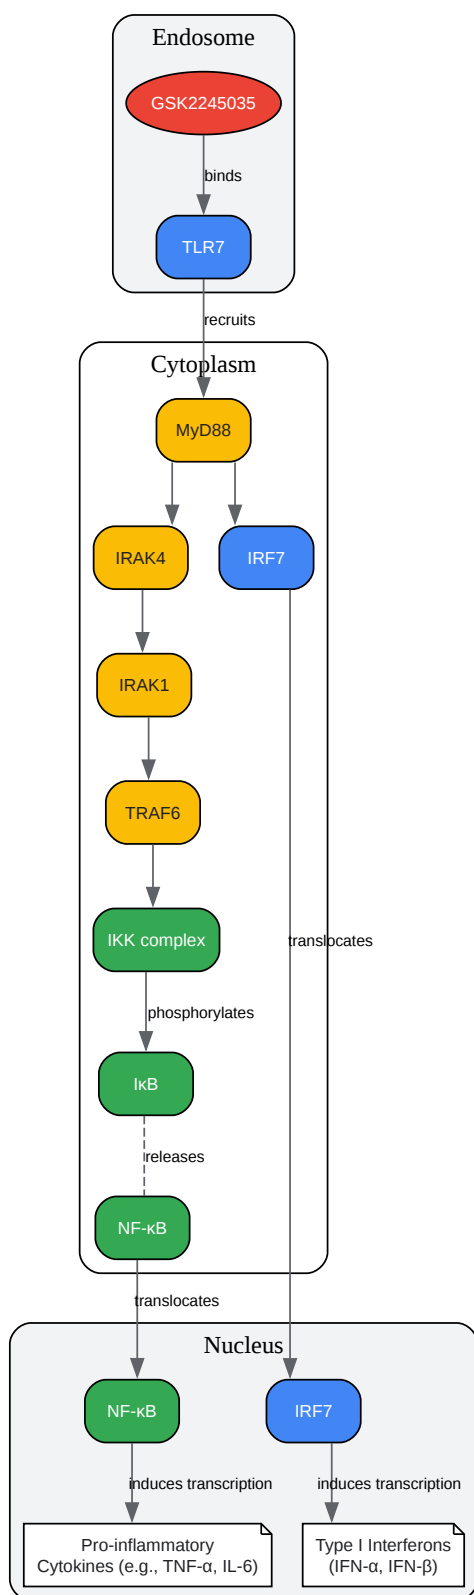 Endosome
GSK2245035
binds
TLR7
recruits
Cytoplasm
MyD88
IRAK4
IRF7
IRAK1
TRAF6
IKK complex
translocates
phosphorylates
IκB
releases
NF-κB
translocates
Nucleus
NF-κB
IRF7
induces transcription
induces transcription
Pro-inflammatory
Cytokines (e.g., TNF-α, IL-6)
Type I Interferons
(IFN-α, IFN-β)